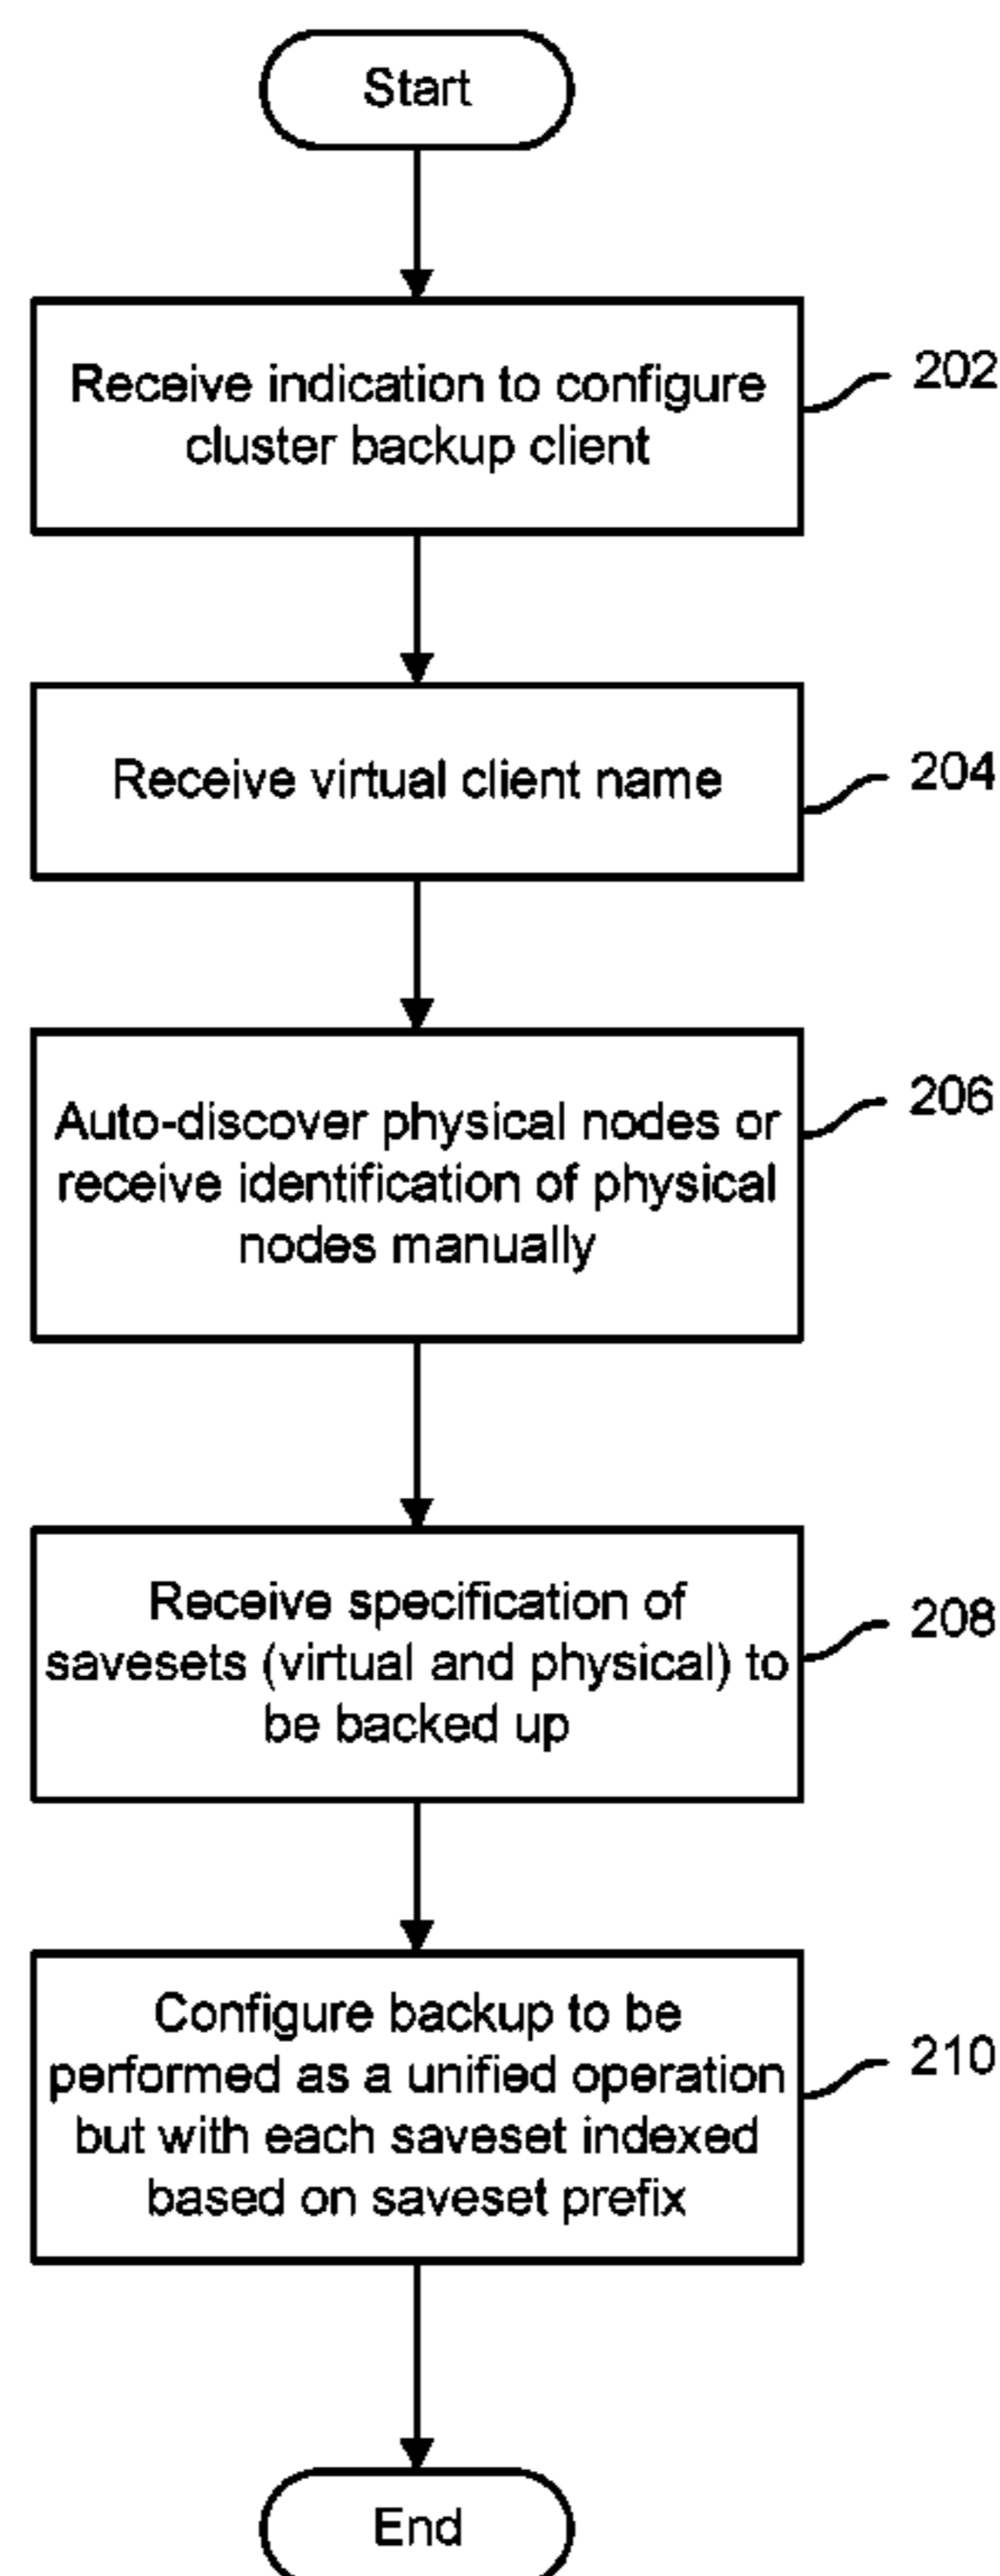 Start
Receive indication to configure
cluster backup client
202
Receive virtual client name
204
Auto-discover physical nodes or
receive identification of physical
nodes manually
206
Receive specification of
savesets (virtual and physical) to
be backed up
208
Configure backup to be
performed as a unified operation
but with each saveset indexed
based on saveset prefix
210
End